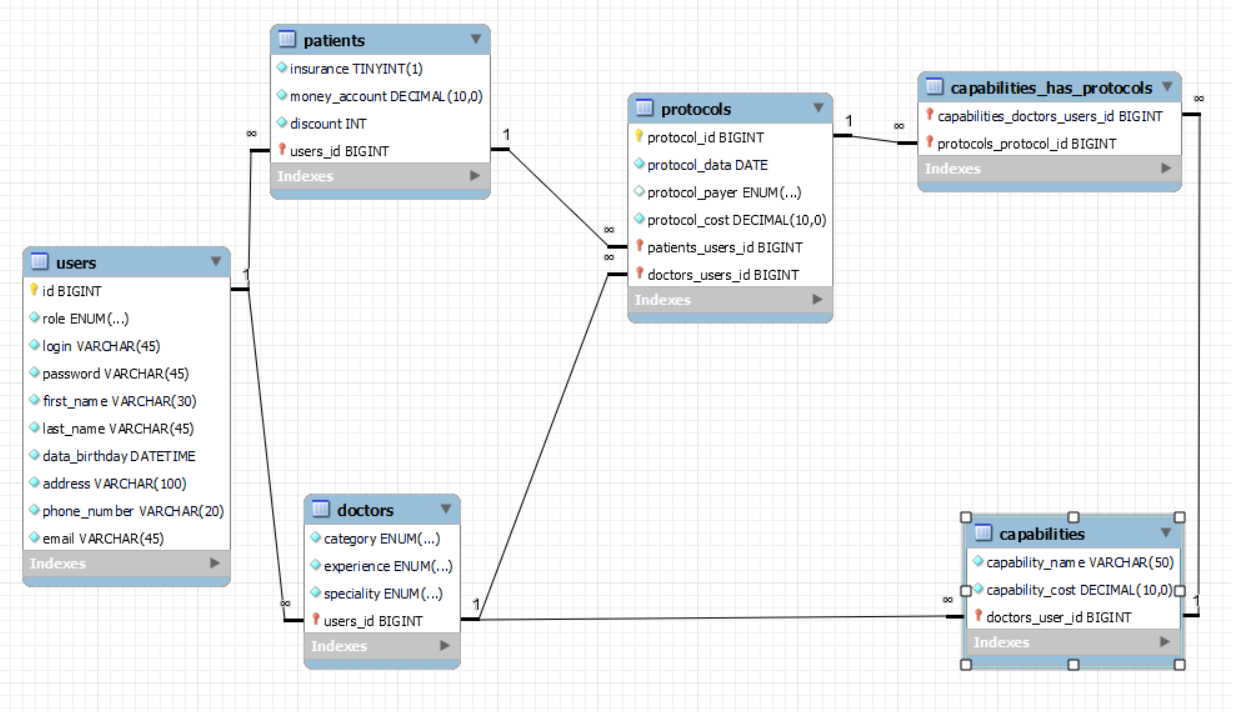 patients
insurance TINYINT(1)
money_account DECIMAL(10,0)
discount INT
users_id BIGINT
Indexes
protocols
protocol_id BIGINT
protocol_data DATE
protocol_payer ENUM(...)
protocol_cost DECIMAL(10,0)
patients_users_id BIGINT
doctors_users_id BIGINT
Indexes
capabilities_has_protocols
capabilities_doctors_users_id BIGINT
protocols_protocol_id BIGINT
Indexes
users
id BIGINT
role ENUM(...)
login VARCHAR(45)
password VARCHAR(45)
first_name VARCHAR(30)
last_name VARCHAR(45)
data_birthday DATETIME
address VARCHAR(100)
phone_number VARCHAR(20)
email VARCHAR(45)
Indexes
doctors
category ENUM(...)
experience ENUM(...)
speciality ENUM(...)
users_id BIGINT
Indexes
capabilities
capability_name VARCHAR(50)
capability_cost DECIMAL(10,0)
doctors_user_id BIGINT
Indexes
1
∞
∞
1
∞
∞
1
∞
1
∞
∞
1